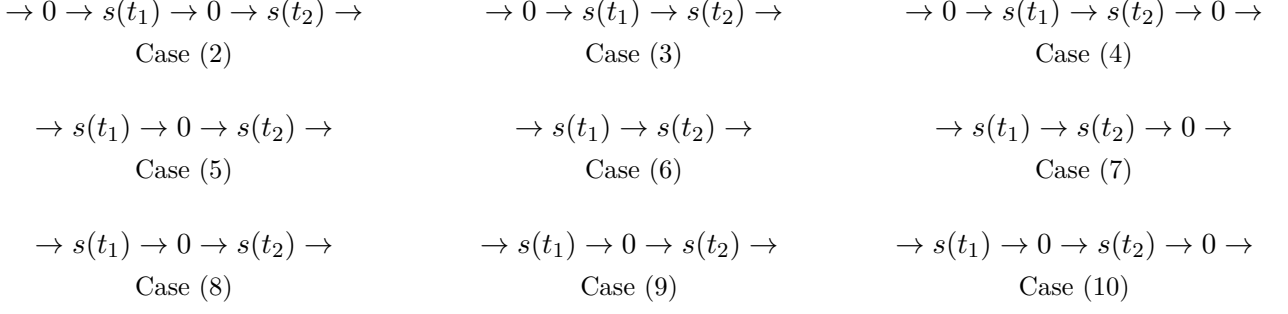 → 0 → s(t₁) → 0 → s(t₂) → → 0 → s(t₁) → s(t₂) → → 0 → s(t₁) → s(t₂) → 0 →
Case (2) Case (3) Case (4)
→ s(t₁) → 0 → s(t₂) → → s(t₁) → s(t₂) → → s(t₁) → s(t₂) → 0 →
Case (5) Case (6) Case (7)
→ s(t₁) → 0 → s(t₂) → → s(t₁) → 0 → s(t₂) → → s(t₁) → 0 → s(t₂) → 0 →
Case (8) Case (9) Case (10)